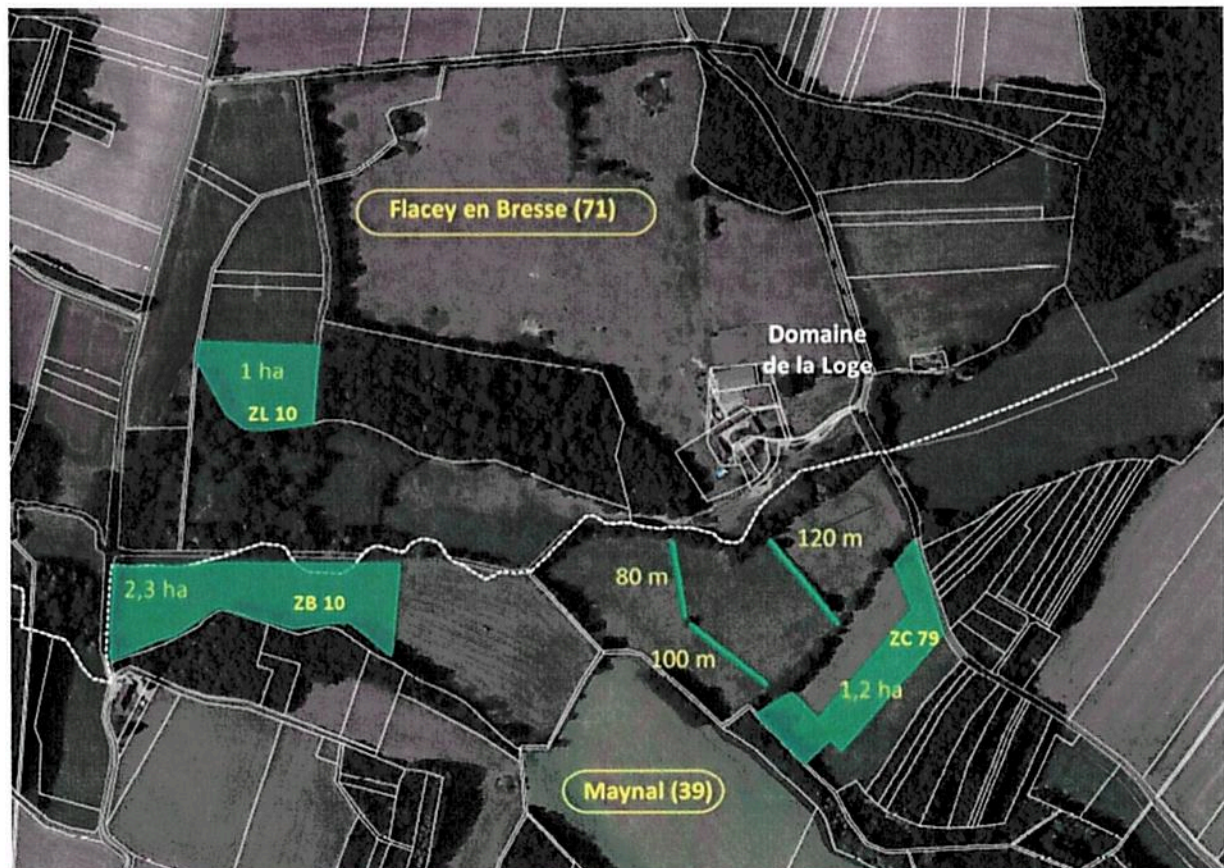 Flacey en Bresse (71)
Domaine
de la Loge
1 ha
ZL 10
120 m
80 m
2,3 ha
ZB 10
ZC 79
100 m
1,2 ha
Maynal (39)